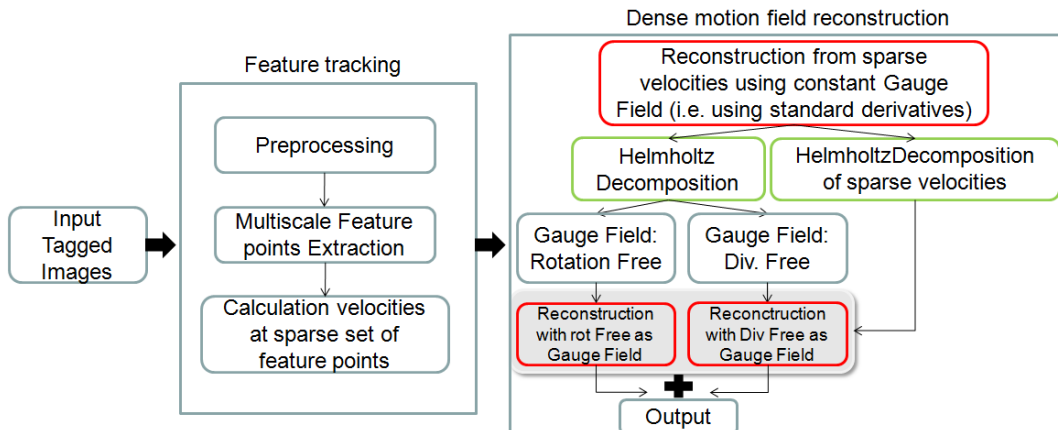 Dense motion field reconstruction
Feature tracking
Input
Tagged
Images
Preprocessing
Multiscale Feature
points Extraction
Calculation velocities
at sparse set of
feature points
Reconstruction from sparse
velocities using constant Gauge
Field (i.e. using standard derivatives)
Helmholtz
Decomposition
HelmholtzDecomposition
of sparse velocities
Gauge Field:
Rotation Free
Gauge Field:
Div. Free
Reconstruction
with rot Free as
Gauge Field
Reconctruction
with Div Free as
Gauge Field
Output